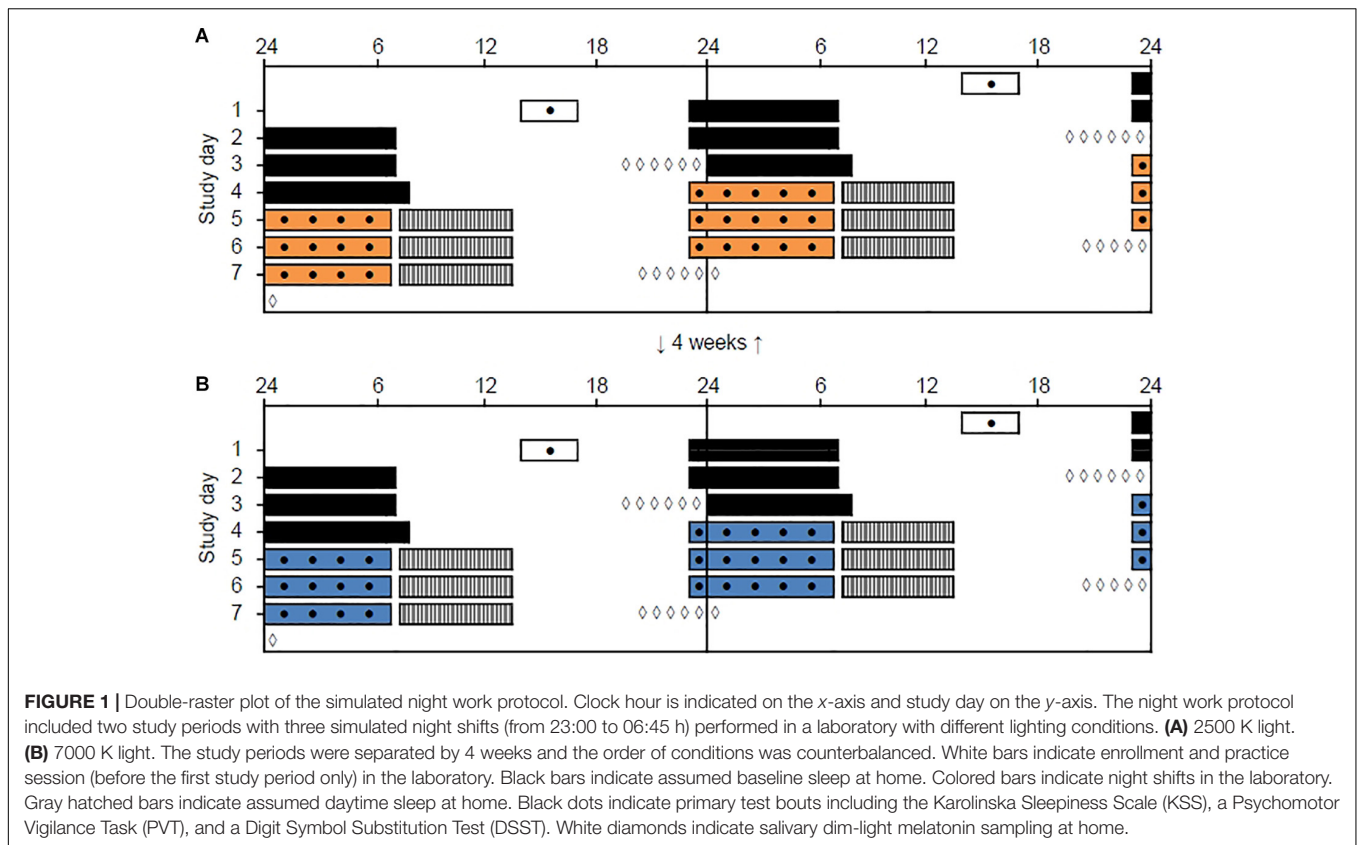 A
24 6 12 18 24 6 12 18 24
Study day
1
2
3
4
5
6
7
↓ 4 weeks ↑
B
24 6 12 18 24 6 12 18 24
Study day
1
2
3
4
5
6
7
FIGURE 1 | Double-raster plot of the simulated night work protocol. Clock hour is indicated on the x-axis and study day on the y-axis. The night work protocol
included two study periods with three simulated night shifts (from 23:00 to 06:45 h) performed in a laboratory with different lighting conditions. (A) 2500 K light.
(B) 7000 K light. The study periods were separated by 4 weeks and the order of conditions was counterbalanced. White bars indicate enrollment and practice
session (before the first study period only) in the laboratory. Black bars indicate assumed baseline sleep at home. Colored bars indicate night shifts in the laboratory.
Gray hatched bars indicate assumed daytime sleep at home. Black dots indicate primary test bouts including the Karolinska Sleepiness Scale (KSS), a Psychomotor
Vigilance Task (PVT), and a Digit Symbol Substitution Test (DSST). White diamonds indicate salivary dim-light melatonin sampling at home.